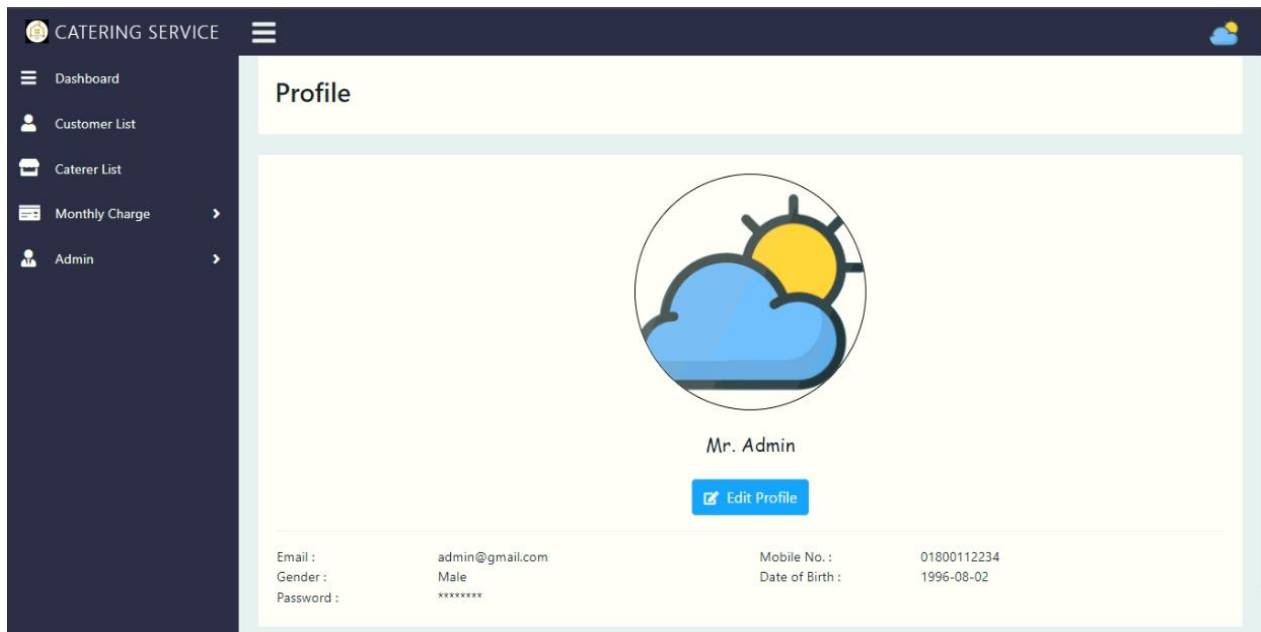 CATERING SERVICE
Dashboard
Customer List
Caterer List
Monthly Charge
Admin
Profile
Mr. Admin
Edit Profile
Email : admin@gmail.com Mobile No. : 01800112234
Gender : Male Date of Birth : 1996-08-02
Password : ********